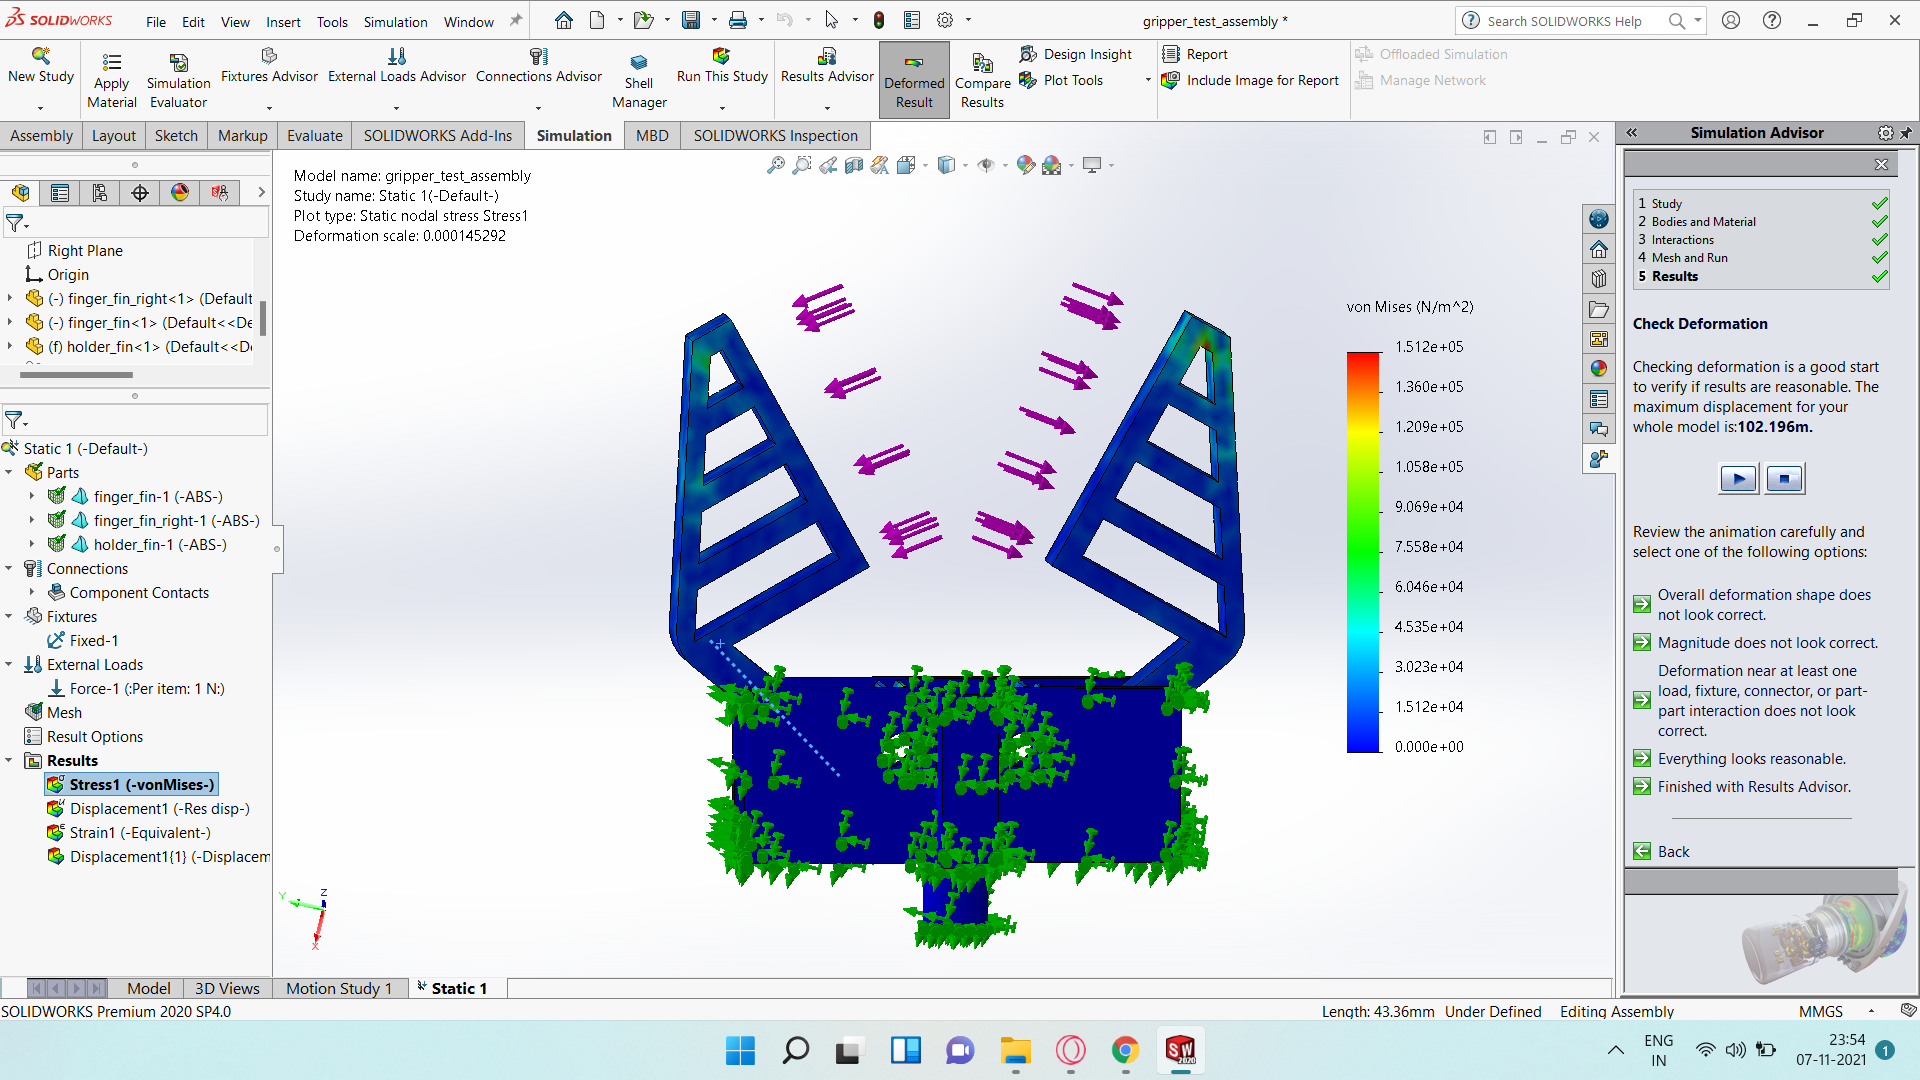 SOLIDWORKS File Edit View Insert Tools Simulation Window gripper_test_assembly * Search SOLIDWORKS Help
New Study
Apply Material
Simulation Evaluator
Fixtures Advisor
External Loads Advisor
Connections Advisor
Shell Manager
Run This Study
Results Advisor
Deformed Result
Compare Results
Design Insight
Plot Tools
Report
Include Image for Report
Offloaded Simulation
Manage Network
Assembly Layout Sketch Markup Evaluate SOLIDWORKS Add-Ins Simulation MBD SOLIDWORKS Inspection
Right Plane
Origin
(-) finger_fin_right<1> (Default
(-) finger_fin<1> (Default<<De
(f) holder_fin<1> (Default<<De
Static 1 (-Default-)
Parts
finger_fin-1 (-ABS-)
finger_fin_right-1 (-ABS-)
holder_fin-1 (-ABS-)
Connections
Component Contacts
Fixtures
Fixed-1
External Loads
Force-1 (:Per item: 1 N:)
Mesh
Result Options
Results
Stress1 (-vonMises-)
Displacement1 (-Res disp-)
Strain1 (-Equivalent-)
Displacement1{1} (-Displacem
Model name: gripper_test_assembly
Study name: Static 1(-Default-)
Plot type: Static nodal stress Stress1
Deformation scale: 0.000145292
von Mises (N/m^2)
1.512e+05
1.360e+05
1.209e+05
1.058e+05
9.069e+04
7.558e+04
6.046e+04
4.535e+04
3.023e+04
1.512e+04
0.000e+00
Y
Z
X
Simulation Advisor
1 Study
2 Bodies and Material
3 Interactions
4 Mesh and Run
5 Results
Check Deformation
Checking deformation is a good start
to verify if results are reasonable. The
maximum displacement for your
whole model is:102.196m.
Review the animation carefully and
select one of the following options:
Overall deformation shape does
not look correct.
Magnitude does not look correct.
Deformation near at least one
load, fixture, connector, or part-
part interaction does not look
correct.
Everything looks reasonable.
Finished with Results Advisor.
Back
Model 3D Views Motion Study 1 Static 1
SOLIDWORKS Premium 2020 SP4.0 Length: 43.36mm Under Defined Editing Assembly MMGS
SW
2020
ENG
IN
23:54
07-11-2021
1